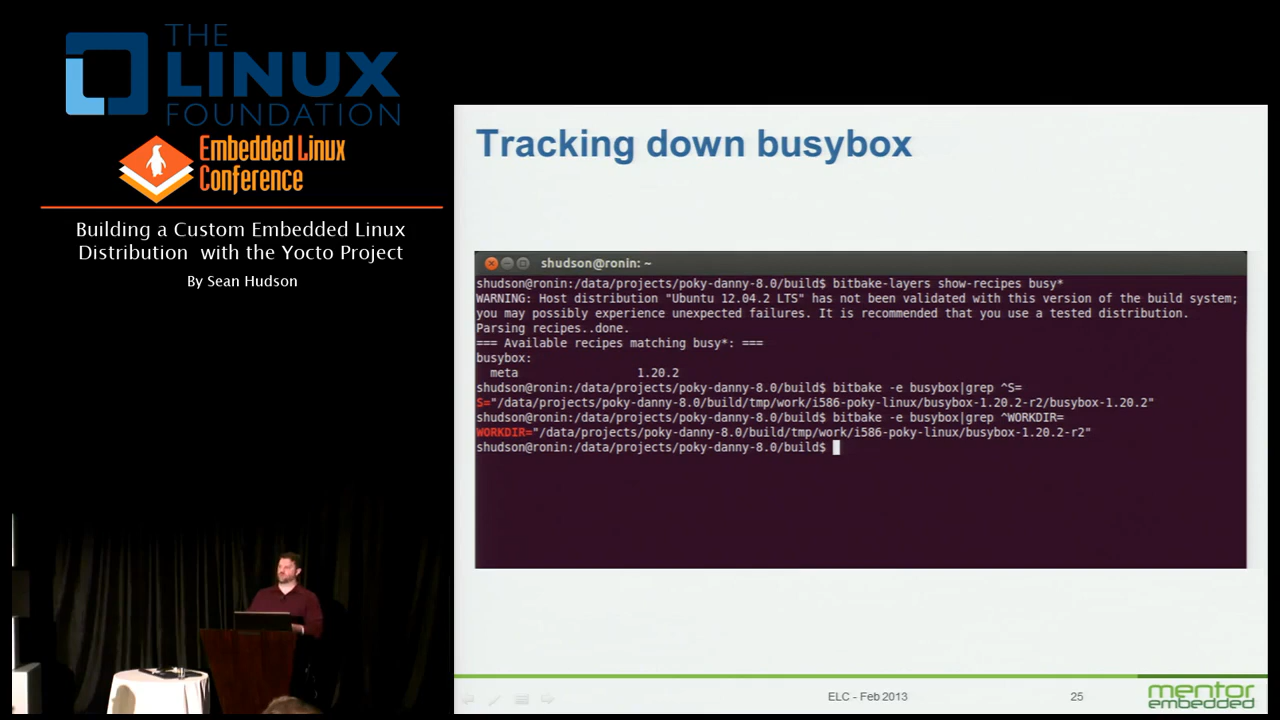 THE
LINUX
FOUNDATION
Embedded Linux
Conference
Building a Custom Embedded Linux
Distribution with the Yocto Project
By Sean Hudson
Tracking down busybox
shudson@ronin: ~
shudson@ronin:/data/projects/poky-danny-8.0/build$ bitbake-layers show-recipes busy*
WARNING: Host distribution "Ubuntu 12.04.2 LTS" has not been validated with this version of the build system;
you may possibly experience unexpected failures. It is recommended that you use a tested distribution.
Parsing recipes..done.
=== Available recipes matching busy*: ===
busybox:
meta 1.20.2
shudson@ronin:/data/projects/poky-danny-8.0/build$ bitbake -e busybox|grep ^S=
S="/data/projects/poky-danny-8.0/build/tmp/work/i586-poky-linux/busybox-1.20.2-r2/busybox-1.20.2"
shudson@ronin:/data/projects/poky-danny-8.0/build$ bitbake -e busybox|grep ^WORKDIR=
WORKDIR="/data/projects/poky-danny-8.0/build/tmp/work/i586-poky-linux/busybox-1.20.2-r2"
shudson@ronin:/data/projects/poky-danny-8.0/build$
ELC - Feb 2013
25
mentor
embedded